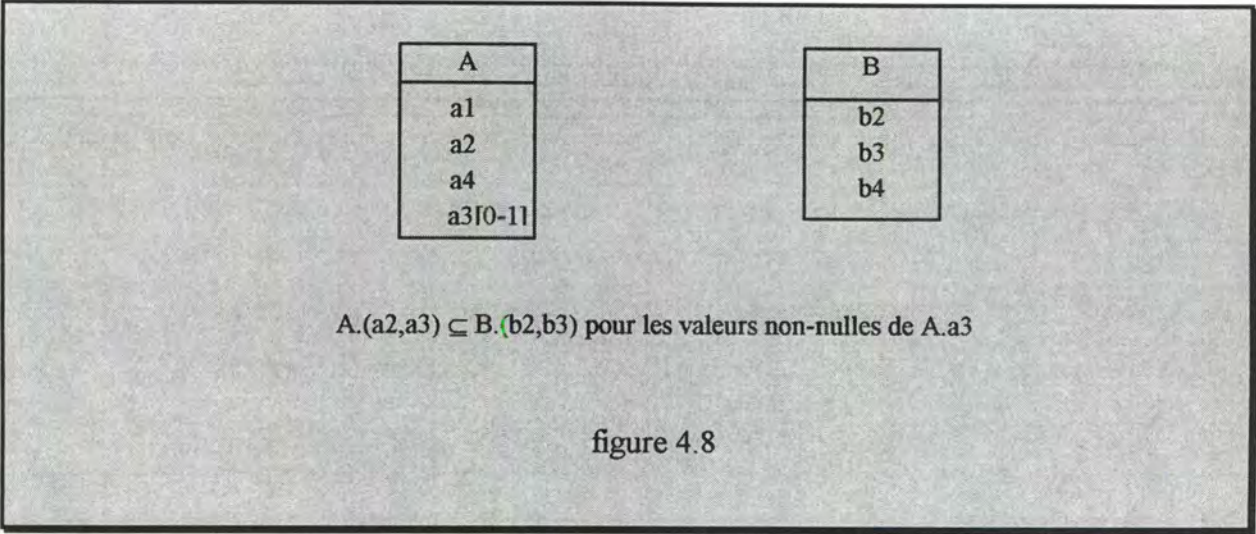 A
a1
a2
a4
a3[0-1]
B
b2
b3
b4
A.(a2,a3) ⊆ B.(b2,b3) pour les valeurs non-nulles de A.a3
figure 4.8